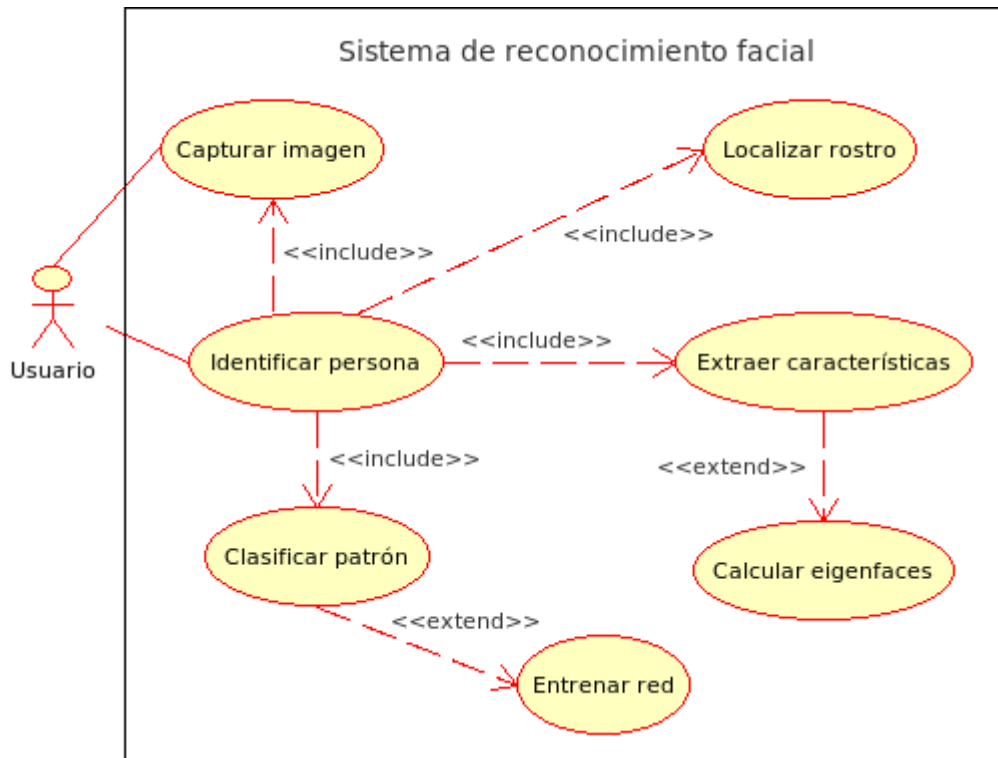 Sistema de reconocimiento facial
Capturar imagen
Localizar rostro
<<include>>
<<include>>
Usuario
Identificar persona
<<include>>
Extraer características
<<include>>
<<extend>>
Clasificar patrón
Calcular eigenfaces
<<extend>>
Entrenar red